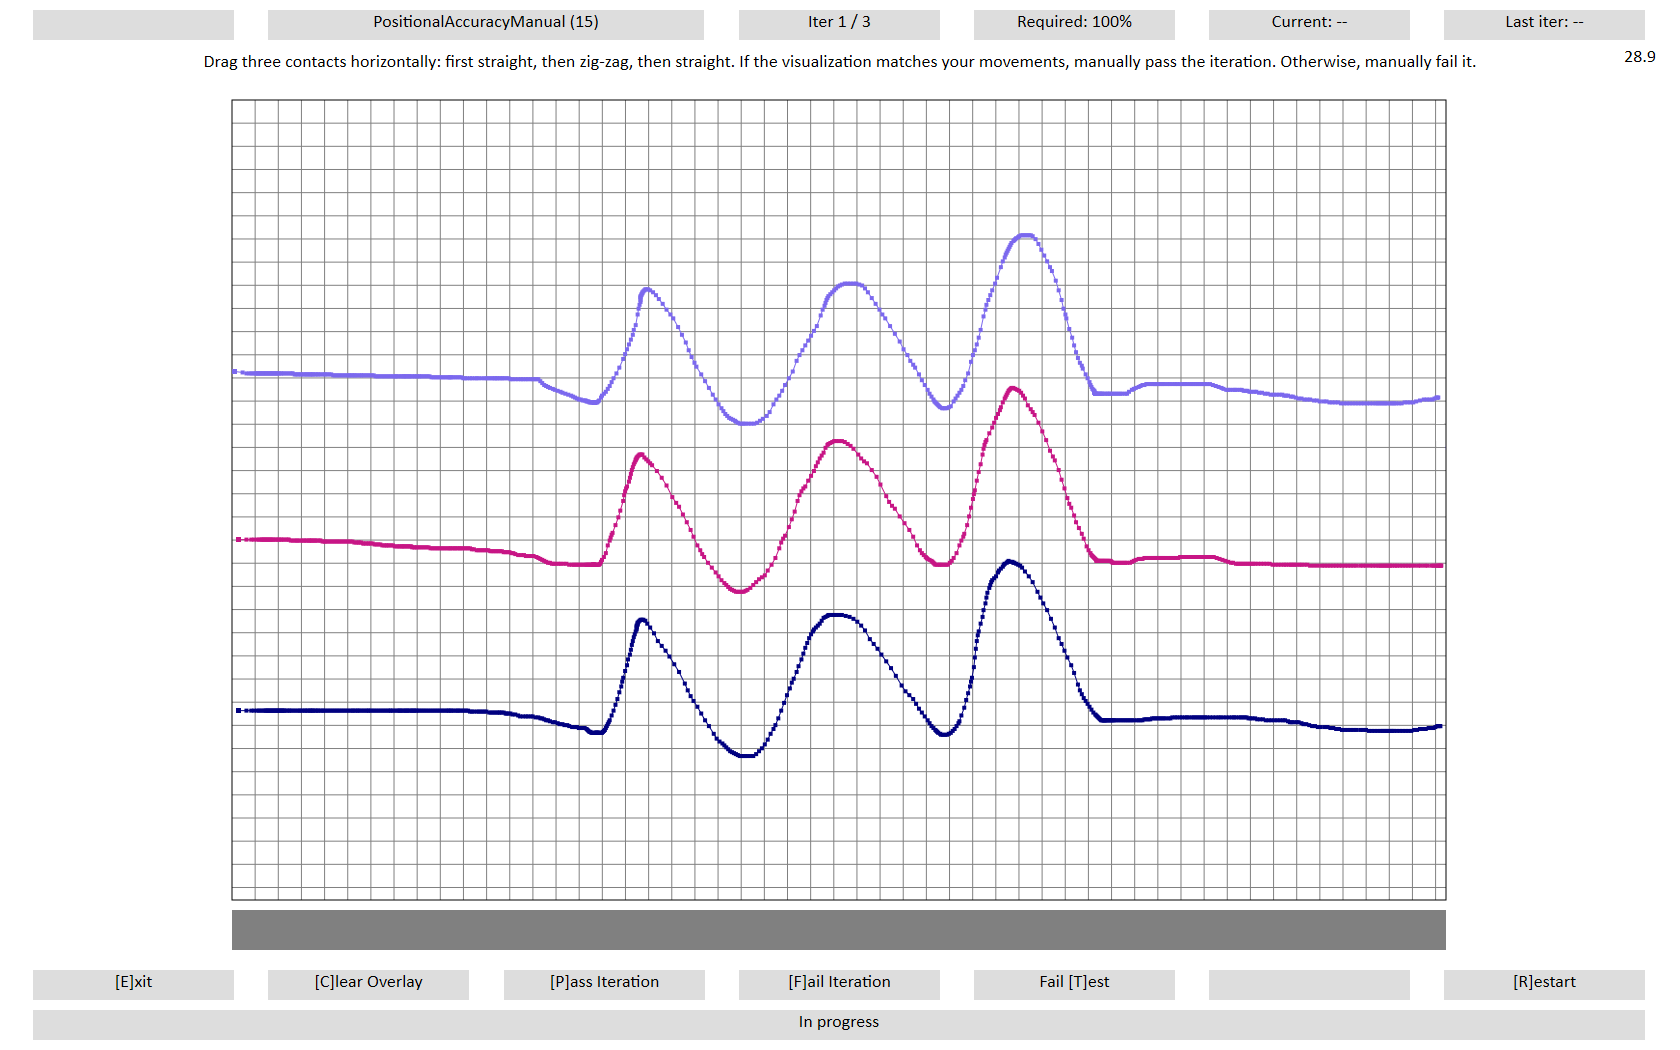 PositionalAccuracyManual (15)
Iter 1 / 3
Required: 100%
Current: --
Last iter: --
Drag three contacts horizontally: first straight, then zig-zag, then straight. If the visualization matches your movements, manually pass the iteration. Otherwise, manually fail it.
28.9
[E]xit
[C]lear Overlay
[P]ass Iteration
[F]ail Iteration
Fail [T]est
[R]estart
In progress